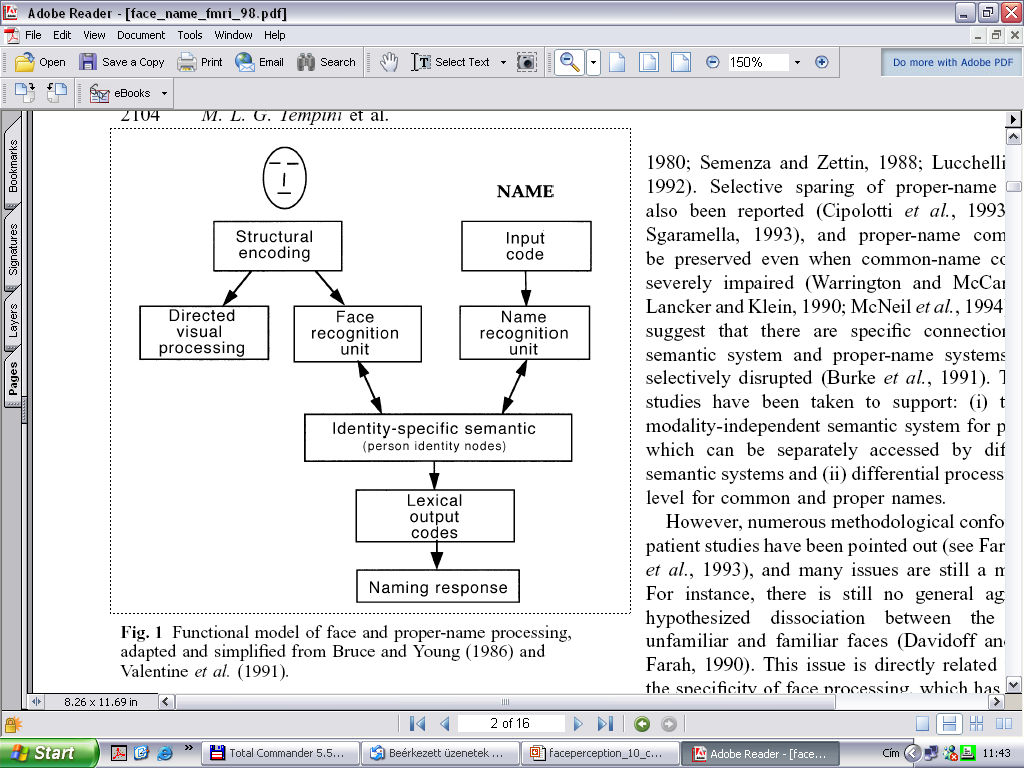 Adobe Reader - [face_name_fmri_98.pdf]
File Edit View Document Tools Window Help
Open Save a Copy Print Email Search Select Text 150% Do more with Adobe PDF
eBooks
Bookmarks
Signatures
Layers
Pages
2104 M. L. G. Tempini et al.
NAME
Structural
encoding
Input
code
Directed
visual
processing
Face
recognition
unit
Name
recognition
unit
Identity-specific semantic
(person identity nodes)
Lexical
output
codes
Naming response
Fig. 1 Functional model of face and proper-name processing,
adapted and simplified from Bruce and Young (1986) and
Valentine et al. (1991).
1980; Semenza and Zettin, 1988; Lucchelli
1992). Selective sparing of proper-name
also been reported (Cipolotti et al., 1993
Sgaramella, 1993), and proper-name com
be preserved even when common-name co
severely impaired (Warrington and McCar
Lancker and Klein, 1990; McNeil et al., 1994
suggest that there are specific connection
semantic system and proper-name systems
selectively disrupted (Burke et al., 1991). T
studies have been taken to support: (i) t
modality-independent semantic system for p
which can be separately accessed by dif
semantic systems and (ii) differential process
level for common and proper names.
However, numerous methodological confo
patient studies have been pointed out (see Far
et al., 1993), and many issues are still a m
For instance, there is still no general ag
hypothesized dissociation between the
unfamiliar and familiar faces (Davidoff an
Farah, 1990). This issue is directly related
the specificity of face processing, which has
8.26 x 11.69 in
2 of 16
Start Total Commander 5.5... Beérkezett üzenetek ... faceperception_10_c... Adobe Reader - [face... Cím 11:43